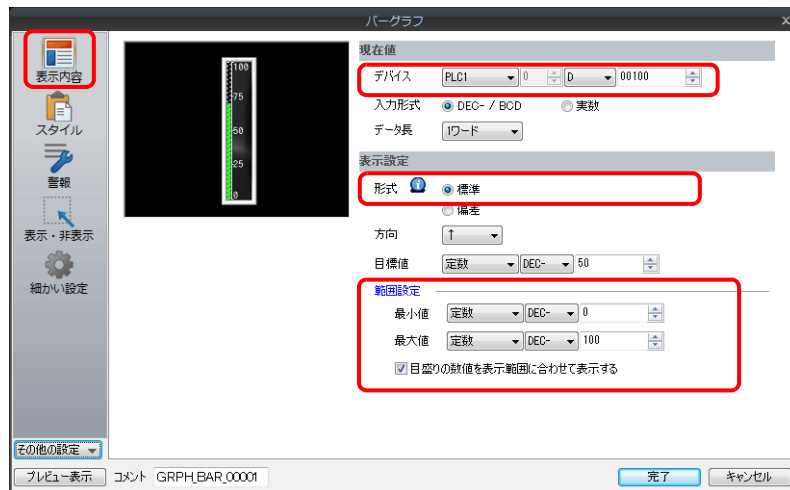 バーグラフ
表示内容
スタイル
警報
表示・非表示
細かい設定
その他の設定
100
75
50
25
0
現在値
デバイス PLC1 0 D 00100
入力形式 DEC- / BCD 実数
データ長 1ワード
表示設定
形式 標準
偏差
方向 ↑
目標値 定数 DEC- 50
範囲設定
最小値 定数 DEC- 0
最大値 定数 DEC- 100
目盛りの数値を表示範囲に合わせて表示する
プレビュー表示 コメント GRPH_BAR_00001 完了 キャンセル